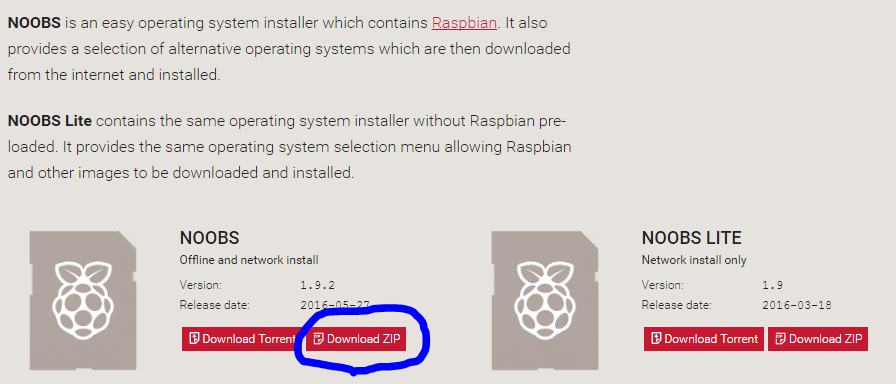 NOOBS is an easy operating system installer which contains Raspbian. It also
provides a selection of alternative operating systems which are then downloaded
from the internet and installed.
NOOBS Lite contains the same operating system installer without Raspbian pre-
loaded. It provides the same operating system selection menu allowing Raspbian
and other images to be downloaded and installed.
NOOBS
Offline and network install
Version: 1.9.2
Release date: 2016-05-27
Download Torrent Download ZIP
NOOBS LITE
Network install only
Version: 1.9
Release date: 2016-03-18
Download Torrent Download ZIP